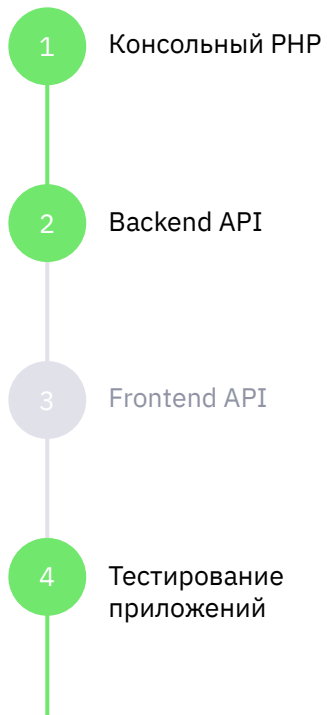 1
Консольный PHP
2
Backend API
3
Frontend API
4
Тестирование
приложений